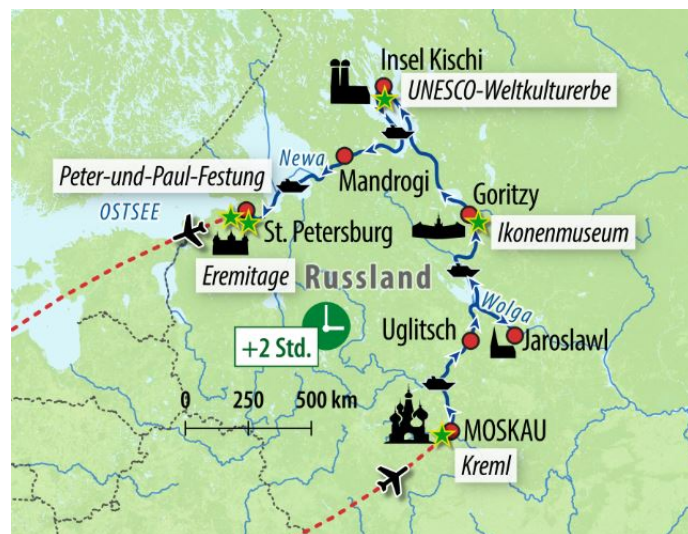 Insel Kischi
UNESCO-Weltkulturerbe
Newa
Mandrogi
Peter-und-Paul-Festung
OSTSEE
St. Petersburg
Eremitage
Goritzy
Ikonenmuseum
Russland
Wolga
+2 Std.
Uglitsch
Jaroslawl
0 250 500 km
MOSKAU
Kreml